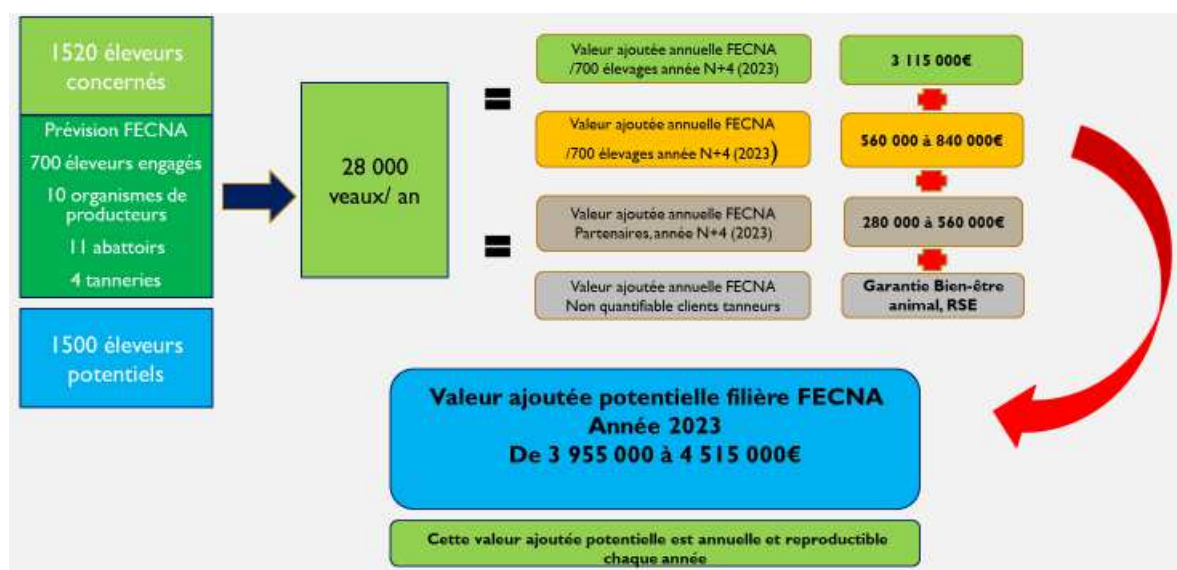 1520 éleveurs
concernés
Prévision FECNA
700 éleveurs engagés
10 organismes de
producteurs
11 abattoirs
4 tanneries
1500 éleveurs
potentiels
28 000
veaux/ an
=
=
Valeur ajoutée annuelle FECNA
/700 élevages année N+4 (2023)
3 115 000€
Valeur ajoutée annuelle FECNA
/700 élevages année N+4 (2023)
560 000 à 840 000€
Valeur ajoutée annuelle FECNA
Partenaires, année N+4 (2023)
280 000 à 560 000€
Valeur ajoutée annuelle FECNA
Non quantifiable clients tanneurs
Garantie Bien-être
animal, RSE
Valeur ajoutée potentielle filière FECNA
Année 2023
De 3 955 000 à 4 515 000€
Cette valeur ajoutée potentielle est annuelle et reproductible
chaque année